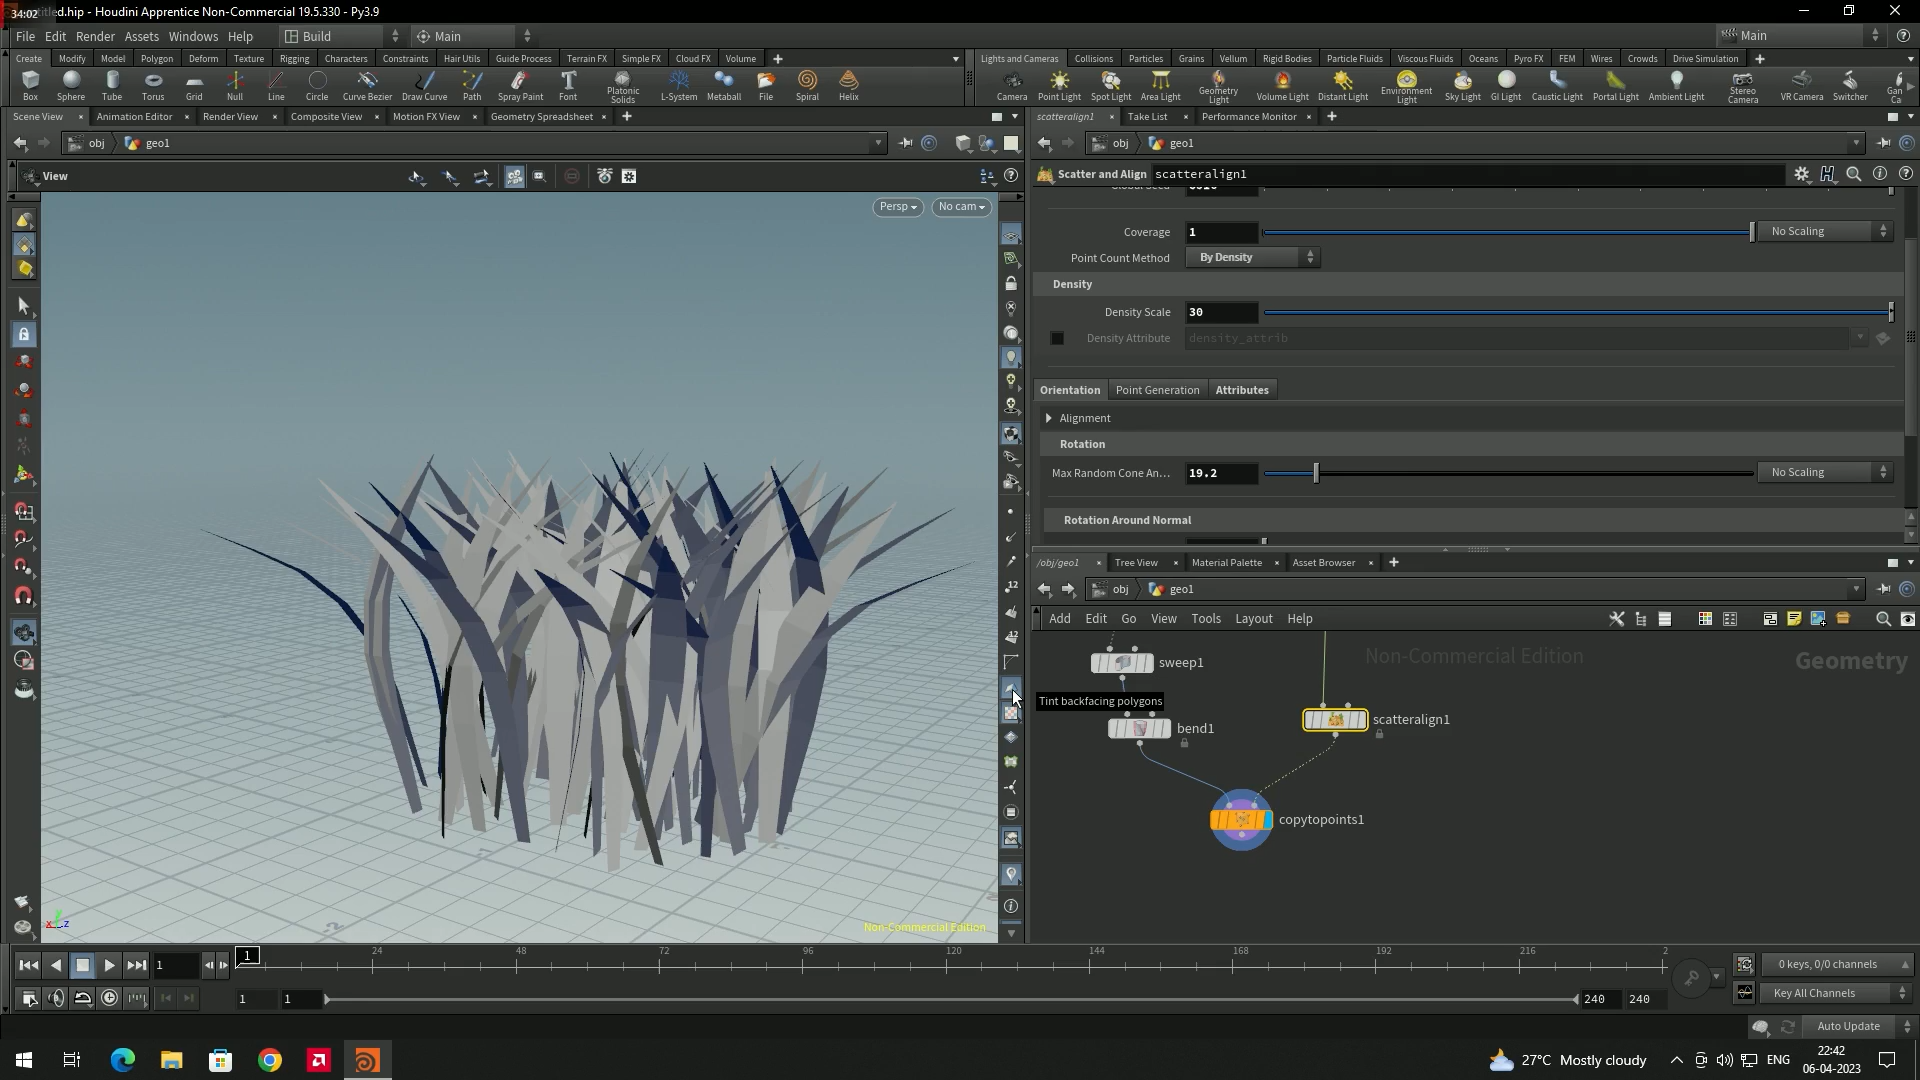 34:02
d.hip - Houdini Apprentice Non-Commercial 19.5.330 - Py3.9
File Edit Render Assets Windows Help Build Main Main
Create Modify Model Polygon Deform Texture Rigging Characters Constraints Hair Utils Guide Process Terrain FX Simple FX Cloud FX Volume
Box Sphere Tube Torus Grid Null Line Circle Curve Bezier Draw Curve Path Spray Paint Font Platonic Solids L-System Metaball File Spiral Helix
Lights and Cameras Collisions Particles Grains Vellum Rigid Bodies Particle Fluids Viscous Fluids Oceans Pyro FX FEM Wires Crowds Drive Simulation
Camera Point Light Spot Light Area Light Geometry Light Volume Light Distant Light Environment Light Sky Light GI Light Caustic Light Portal Light Ambient Light Stereo Camera VR Camera Switcher Gan Ca
Scene View Animation Editor Render View Composite View Motion FX View Geometry Spreadsheet
obj geo1
View
Persp No cam
Non-Commercial Edition
scatteralign1 Take List Performance Monitor
obj geo1
Scatter and Align scatteralign1
Coverage 1 No Scaling
Point Count Method By Density
Density
Density Scale 30
Density Attribute density_attrib
Orientation Point Generation Attributes
Alignment
Rotation
Max Random Cone An... 19.2 No Scaling
Rotation Around Normal
/obj/geo1 Tree View Material Palette Asset Browser
obj geo1
Add Edit Go View Tools Layout Help
Non-Commercial Edition Geometry
sweep1
Tint backfacing polygons
bend1
scatteralign1
copytopoints1
1 24 48 72 96 120 144 168 192 216 2
1
0 keys, 0/0 channels
1 1 240 240
Key All Channels
Auto Update
27°C Mostly cloudy ENG 22:42
06-04-2023